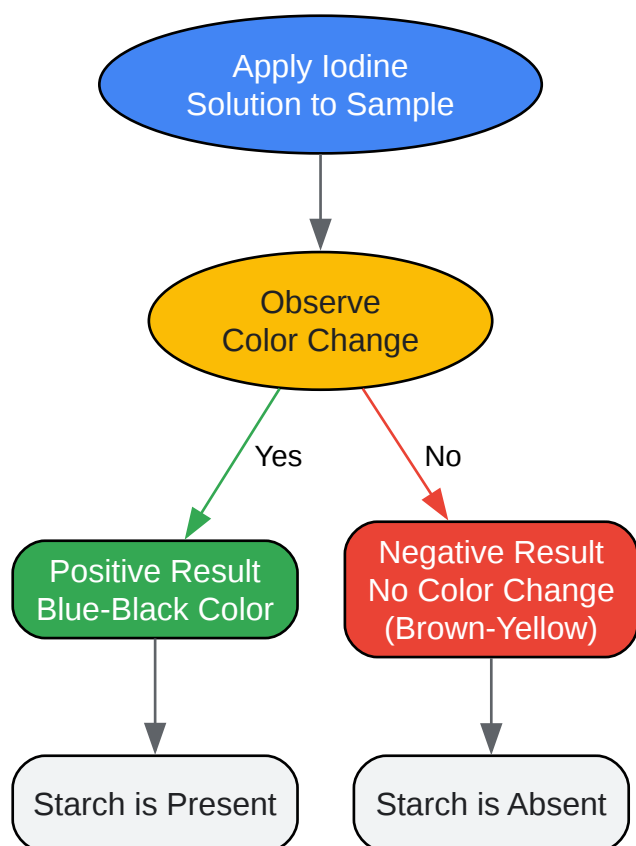 Apply Iodine
Solution to Sample
Observe
Color Change
Yes
No
Positive Result
Blue-Black Color
Negative Result
No Color Change
(Brown-Yellow)
Starch is Present
Starch is Absent